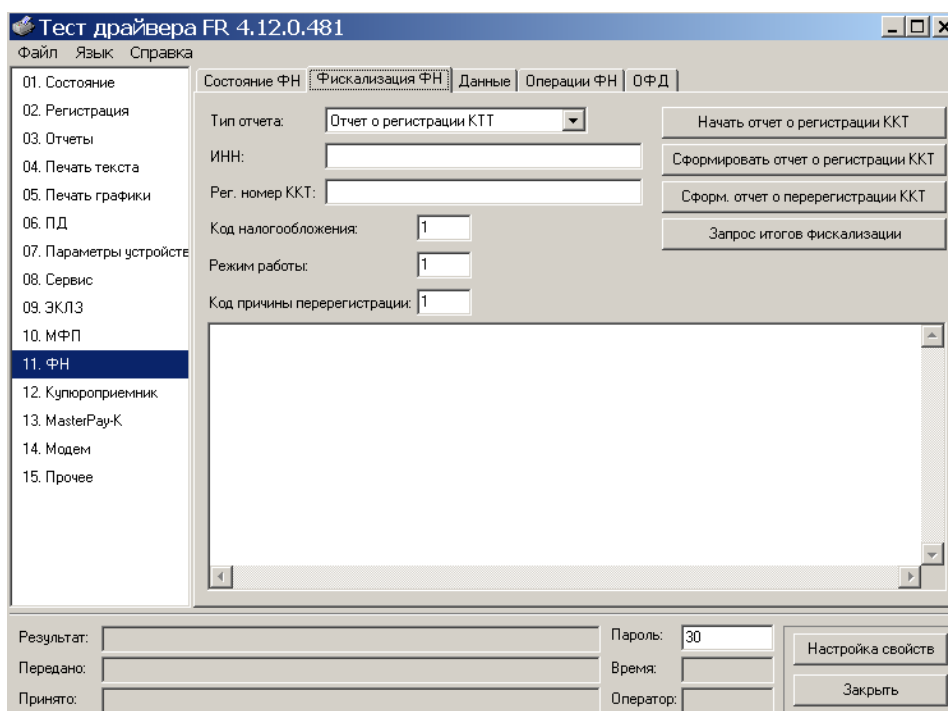 Тест драйвера FR 4.12.0.481
Файл Язык Справка
01. Состояние
02. Регистрация
03. Отчеты
04. Печать текста
05. Печать графики
06. ПД
07. Параметры устройств
08. Сервис
09. ЭКЛЗ
10. МФП
11. ФН
12. Купюроприемник
13. MasterPay-K
14. Модем
15. Прочее
Состояние ФН Фискализация ФН Данные Операции ФН ОФД
Тип отчета: Отчет о регистрации КТТ
ИНН:
Рег. номер ККТ:
Код налогообложения: 1
Режим работы: 1
Код причины перерегистрации: 1
Начать отчет о регистрации ККТ
Сформировать отчет о регистрации ККТ
Сформ. отчет о перерегистрации ККТ
Запрос итогов фискализации
Результат:
Передано:
Принято:
Пароль: 30
Время:
Оператор:
Настройка свойств
Закрыть